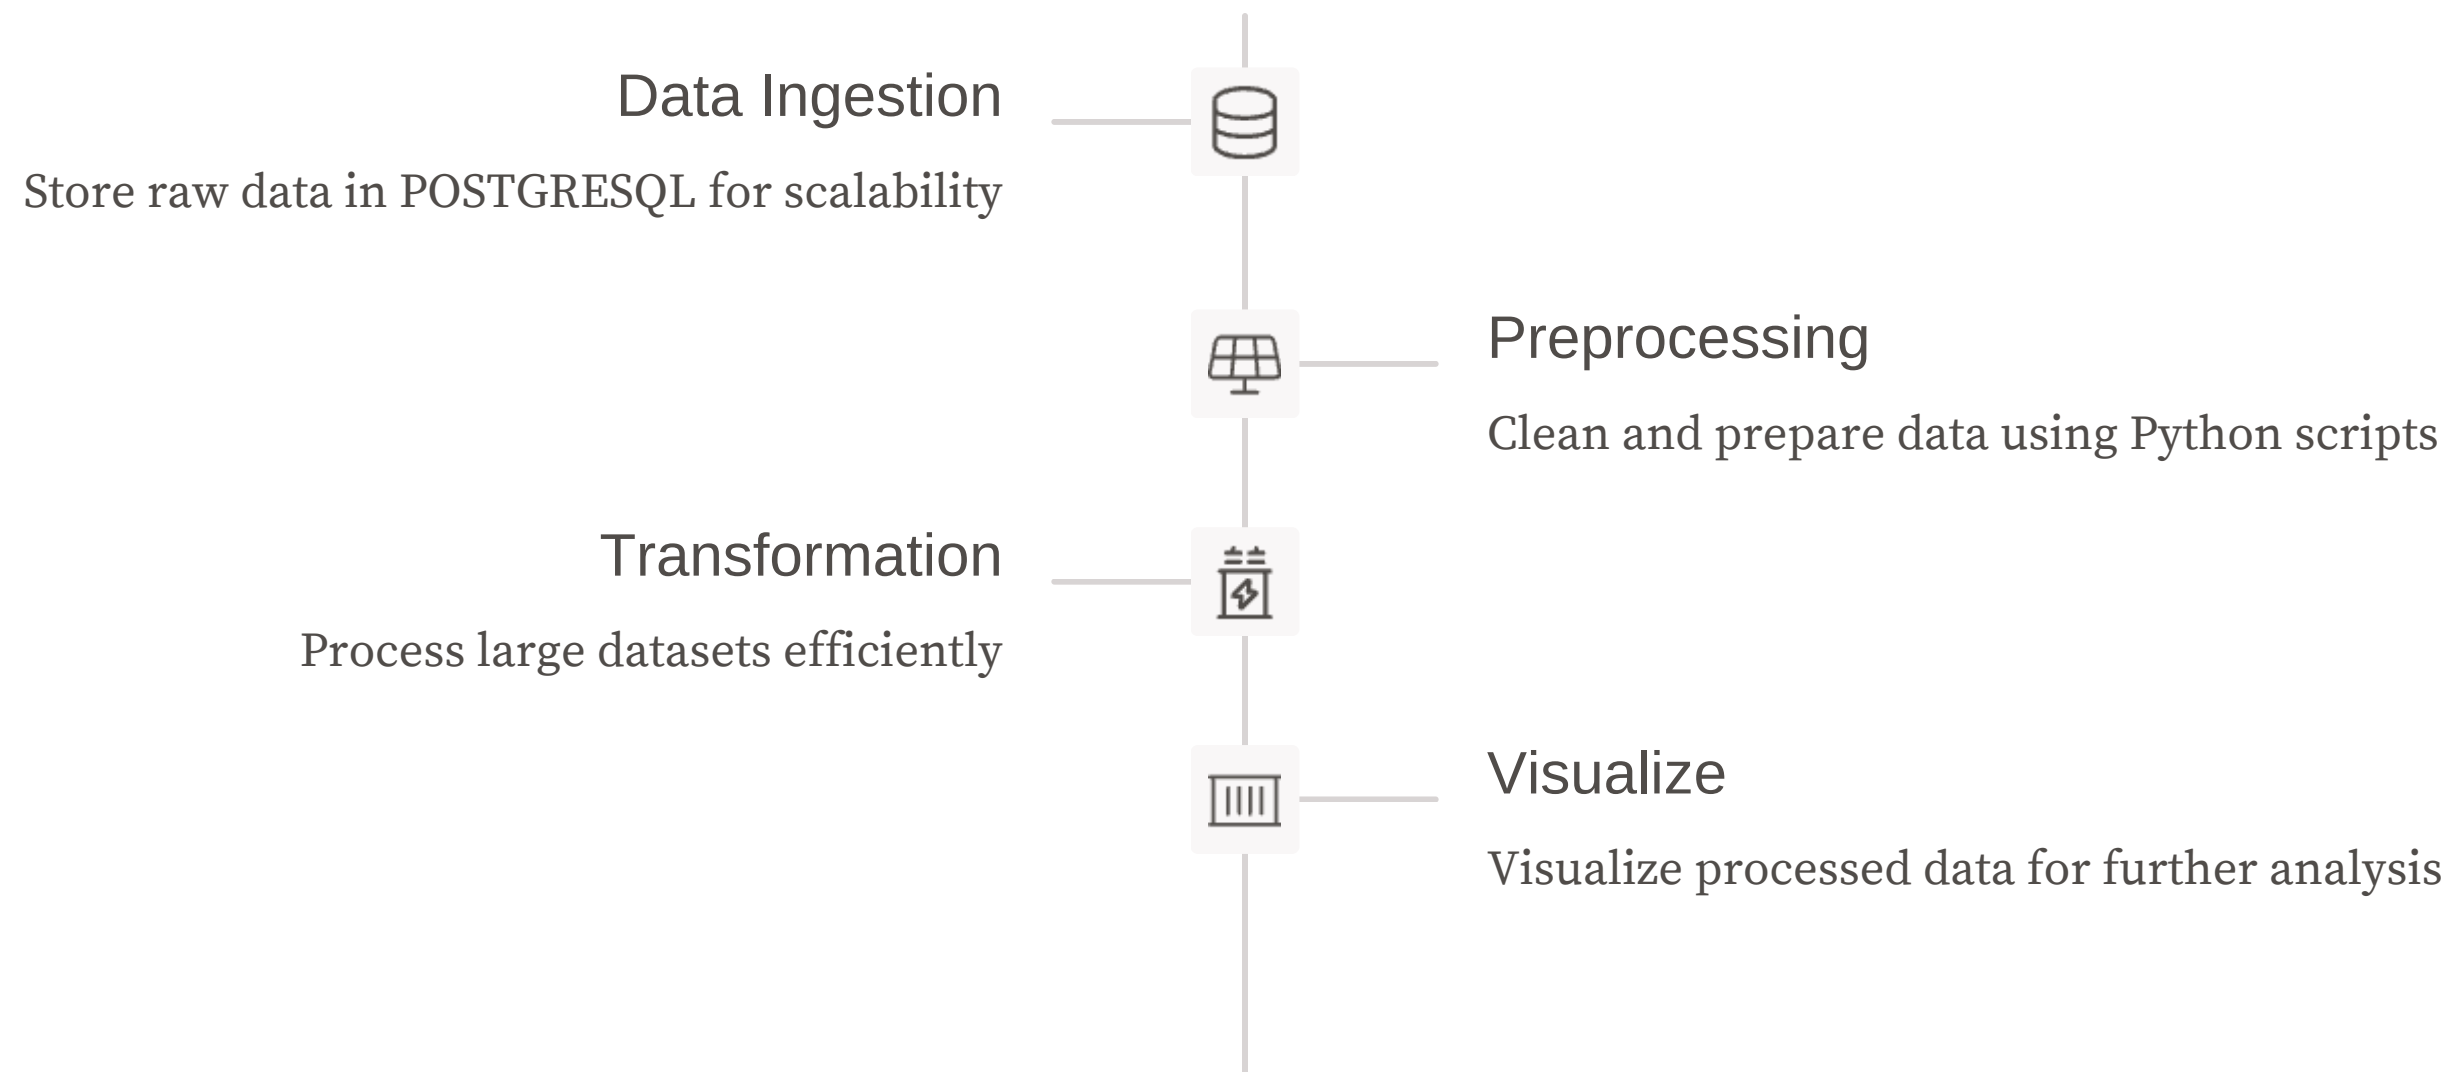 Data Ingestion
Store raw data in POSTGRESQL for scalability
Preprocessing
Clean and prepare data using Python scripts
Transformation
Process large datasets efficiently
Visualize
Visualize processed data for further analysis